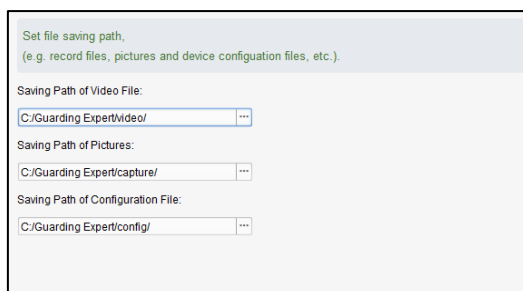 Set file saving path,
(e.g. record files, pictures and device configuation files, etc.).
Saving Path of Video File:
C:/Guarding Expert/video/
Saving Path of Pictures:
C:/Guarding Expert/capture/
Saving Path of Configuration File:
C:/Guarding Expert/config/